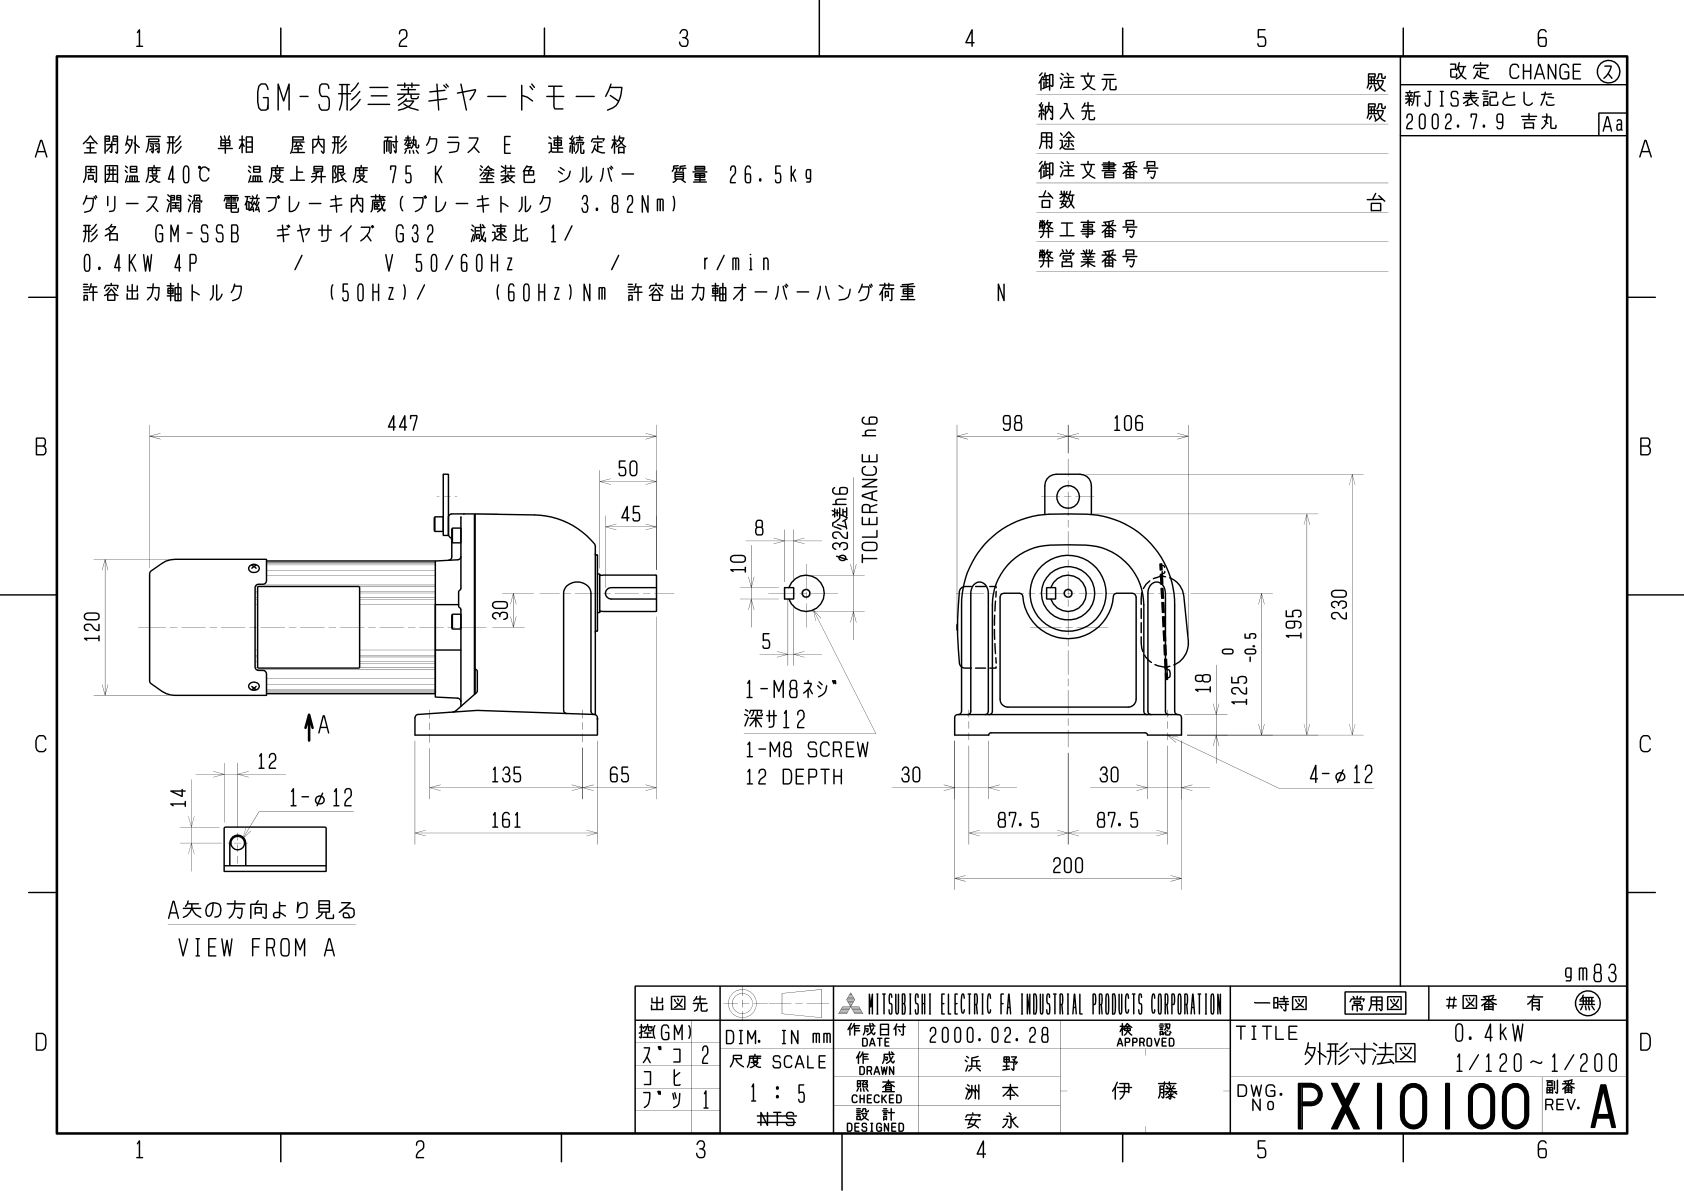 1 2 3 4 5 6
GM-S形三菱ギヤードモータ
全閉外扇形 単相 屋内形 耐熱クラス E 連続定格
周囲温度40℃ 温度上昇限度 75 K 塗装色 シルバー 質量 26.5kg
グリース潤滑 電磁ブレーキ内蔵(ブレーキトルク 3.82Nm)
形名 GM-SSB ギヤサイズ G32 減速比 1/
0.4KW 4P / V 50/60Hz / r/min
許容出力軸トルク (50Hz)/ (60Hz)Nm 許容出力軸オーバーハング荷重 N
御注文元 殿
納入先 殿
用途
御注文書番号
台数 台
弊工事番号
弊営業番号
改定 CHANGE ス
新JIS表記とした
2002.7.9 吉丸 Aa
A
A
B
B
C
C
D
D
447
50
45
120
30
135
65
161
A
12
14
1-φ12
A矢の方向より見る
VIEW FROM A
8
10
5
φ32公差h6
TOLERANCE h6
1-M8ネジ
深サ12
1-M8 SCREW
12 DEPTH
98
106
230
195
125 0 -0.5
18
30
30
4-φ12
87.5
87.5
200
gm83
出図先
控(GM)
ズコ 2
コヒ
ブツ 1
DIM. IN mm
尺度 SCALE
1 : 5
NTS
MITSUBISHI ELECTRIC FA INDUSTRIAL PRODUCTS CORPORATION
作成日付 DATE 2000.02.28
作成 DRAWN 浜野
照査 CHECKED 洲本
設計 DESIGNED 安永
検認 APPROVED
伊藤
一時図 常用図 #図番 有 無
TITLE 外形寸法図
0.4kW
1/120～1/200
DWG. No PX10100
副番 REV. A
1 2 3 4 5 6